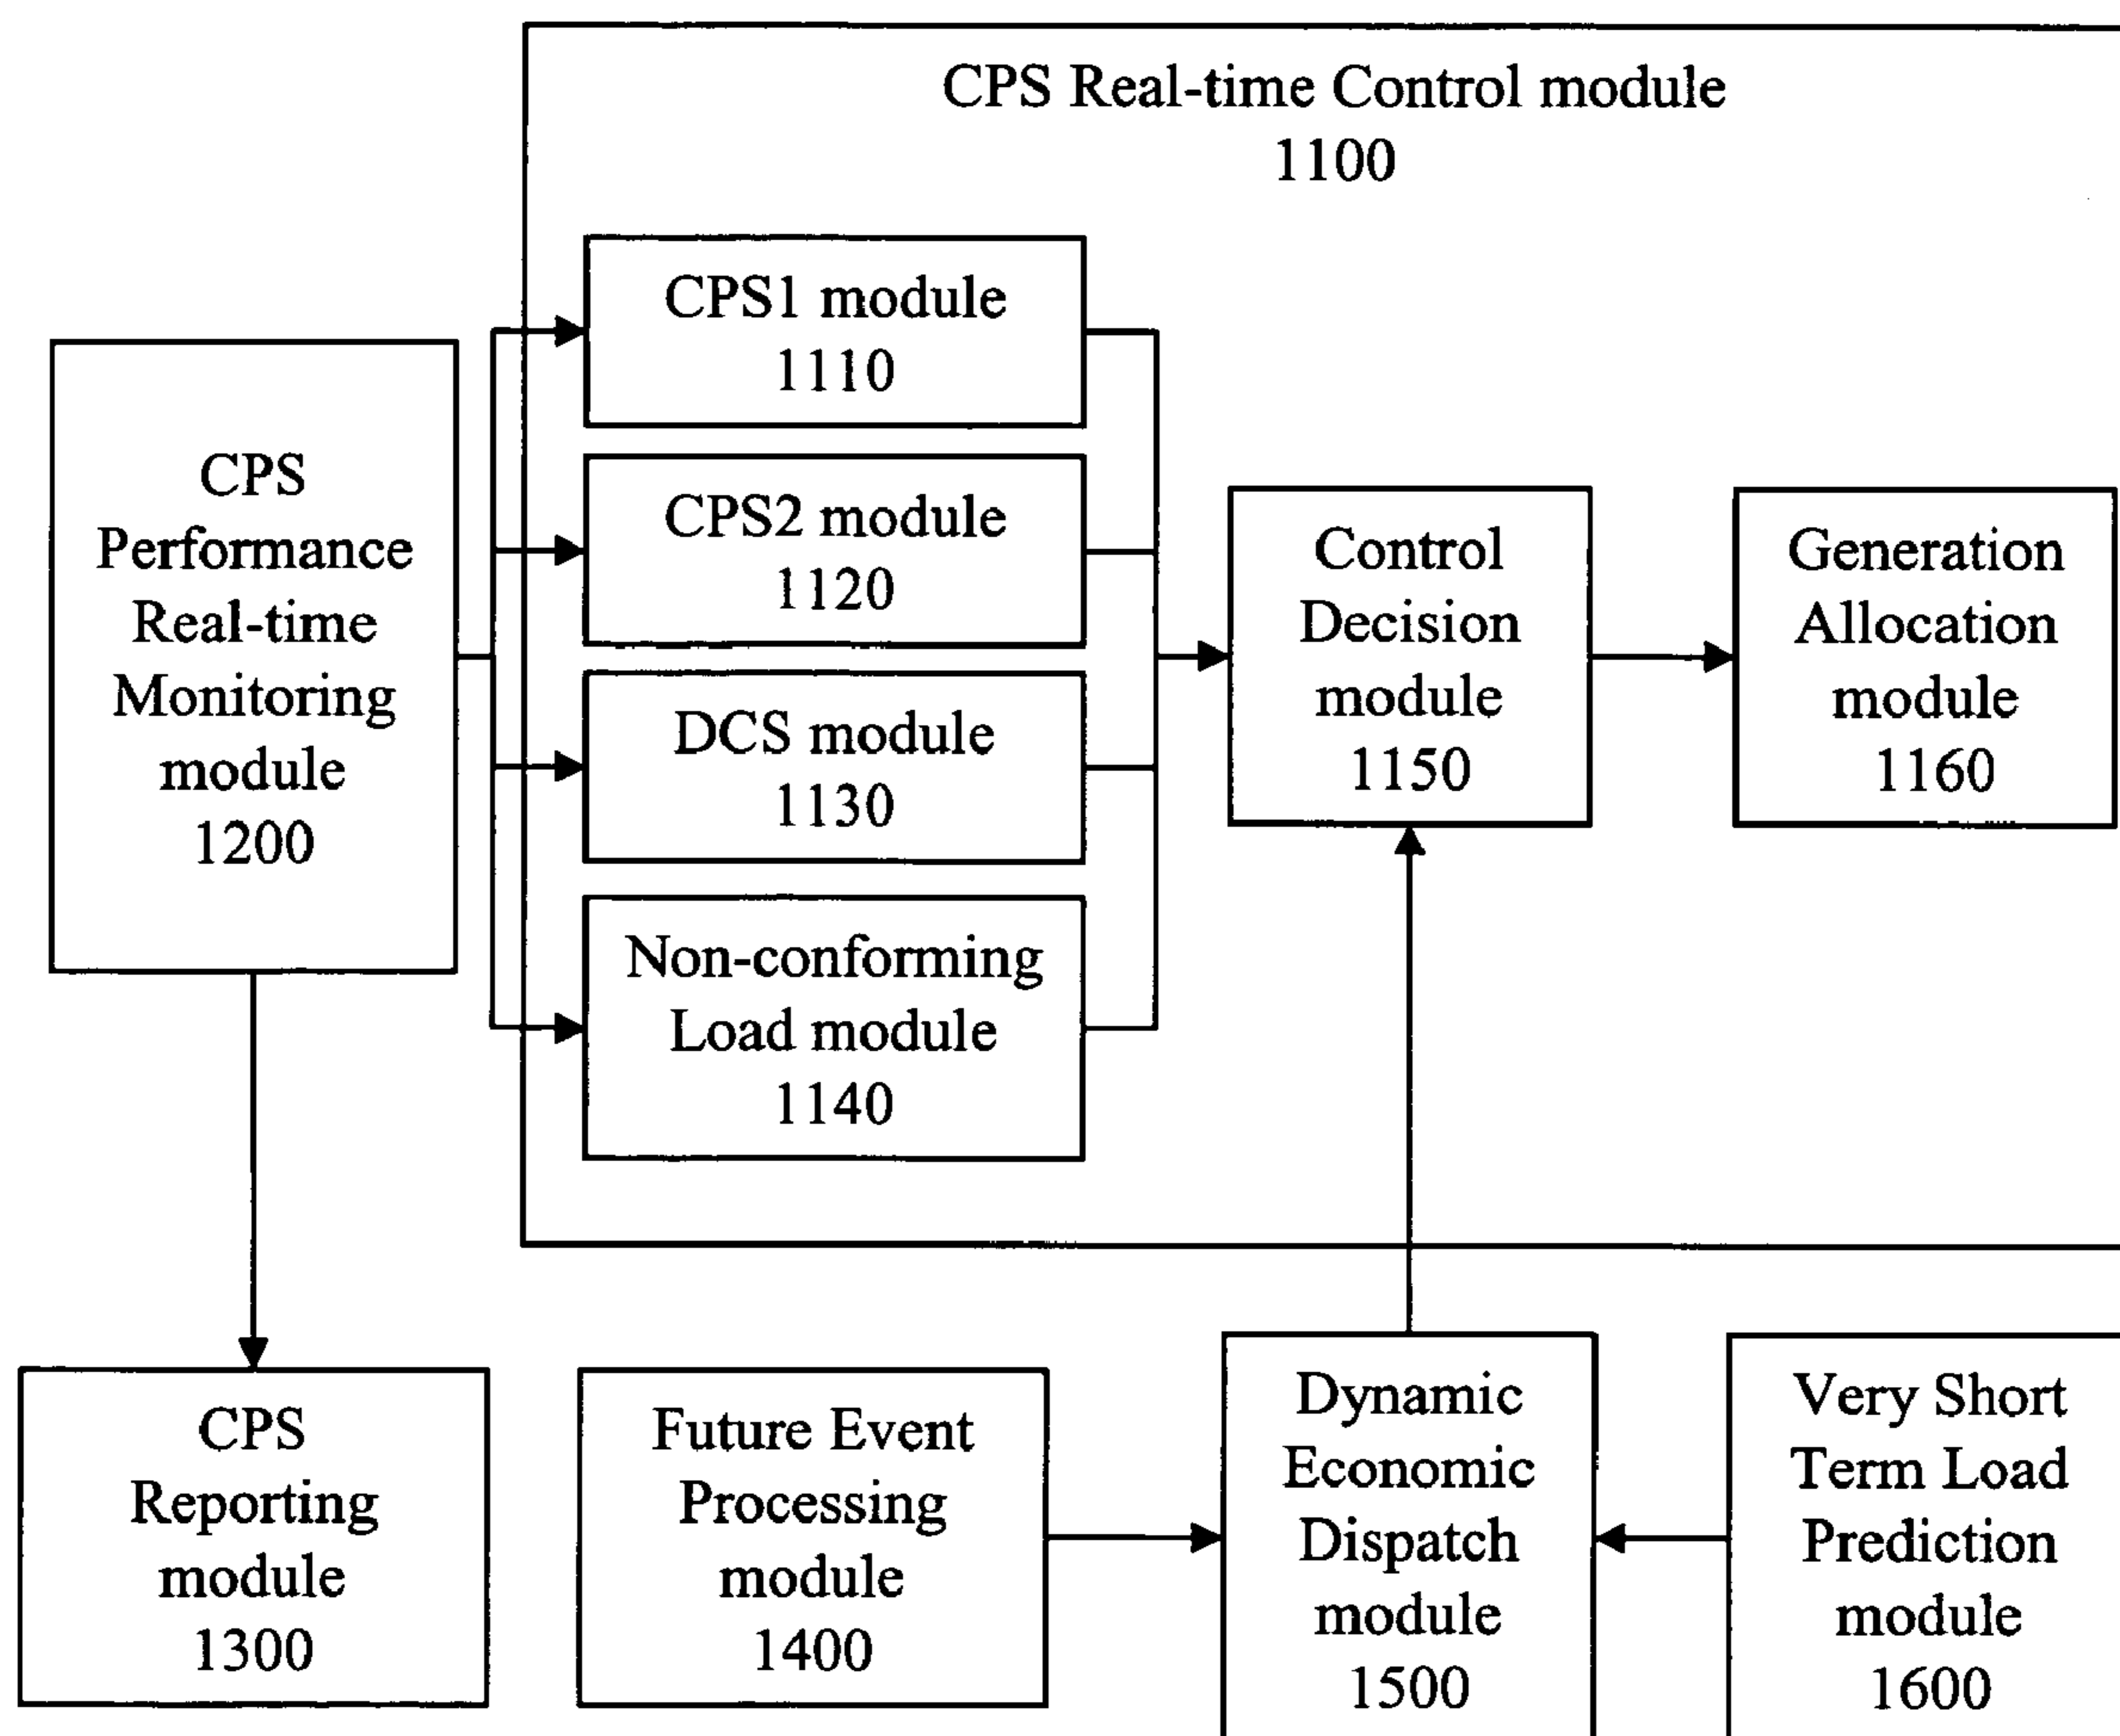 CPS Real-time Control module
1100
CPS
Performance
Real-time
Monitoring
module
1200
CPS1 module
1110
CPS2 module
1120
DCS module
1130
Non-conforming
Load module
1140
Control
Decision
module
1150
Generation
Allocation
module
1160
CPS
Reporting
module
1300
Future Event
Processing
module
1400
Dynamic
Economic
Dispatch
module
1500
Very Short
Term Load
Prediction
module
1600